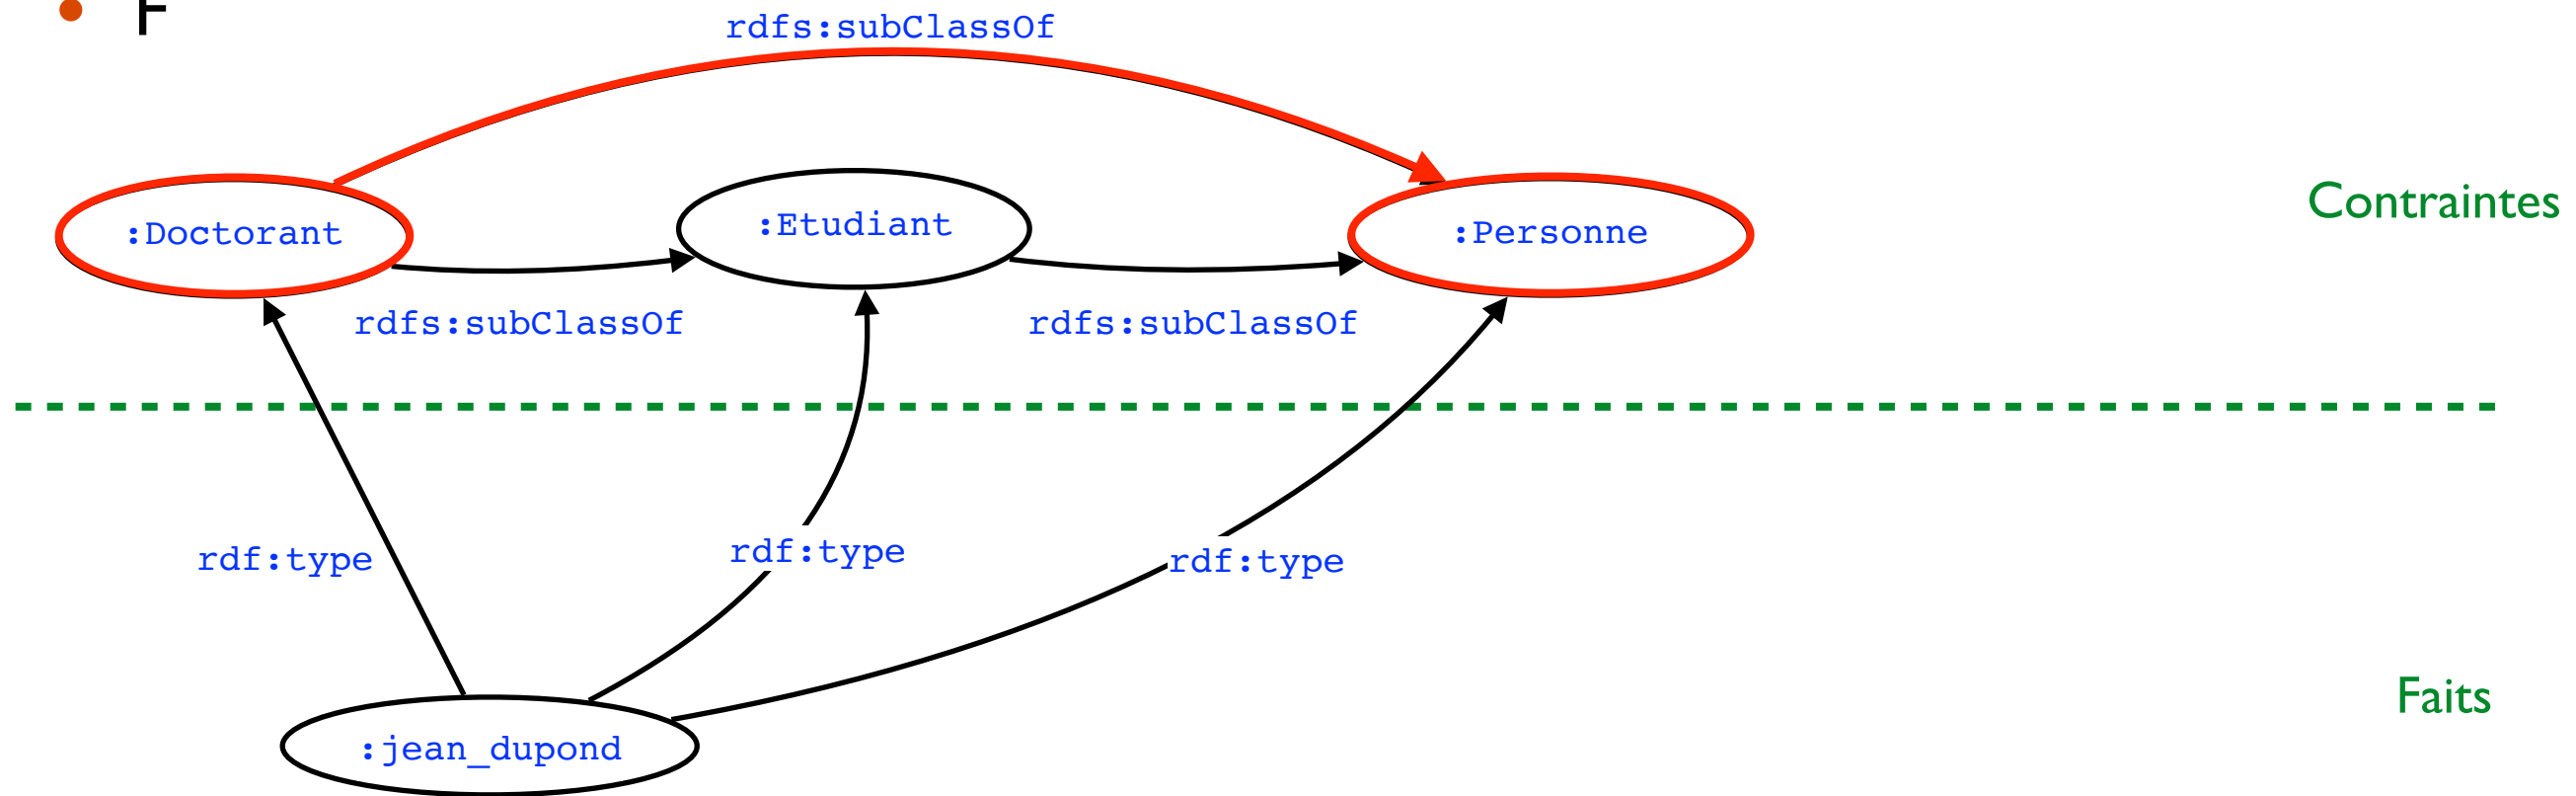 • F
rdfs:subClassOf
:Doctorant
:Etudiant
:Personne
Contraintes
rdfs:subClassOf
rdfs:subClassOf
rdf:type
rdf:type
rdf:type
Faits
:jean_dupond